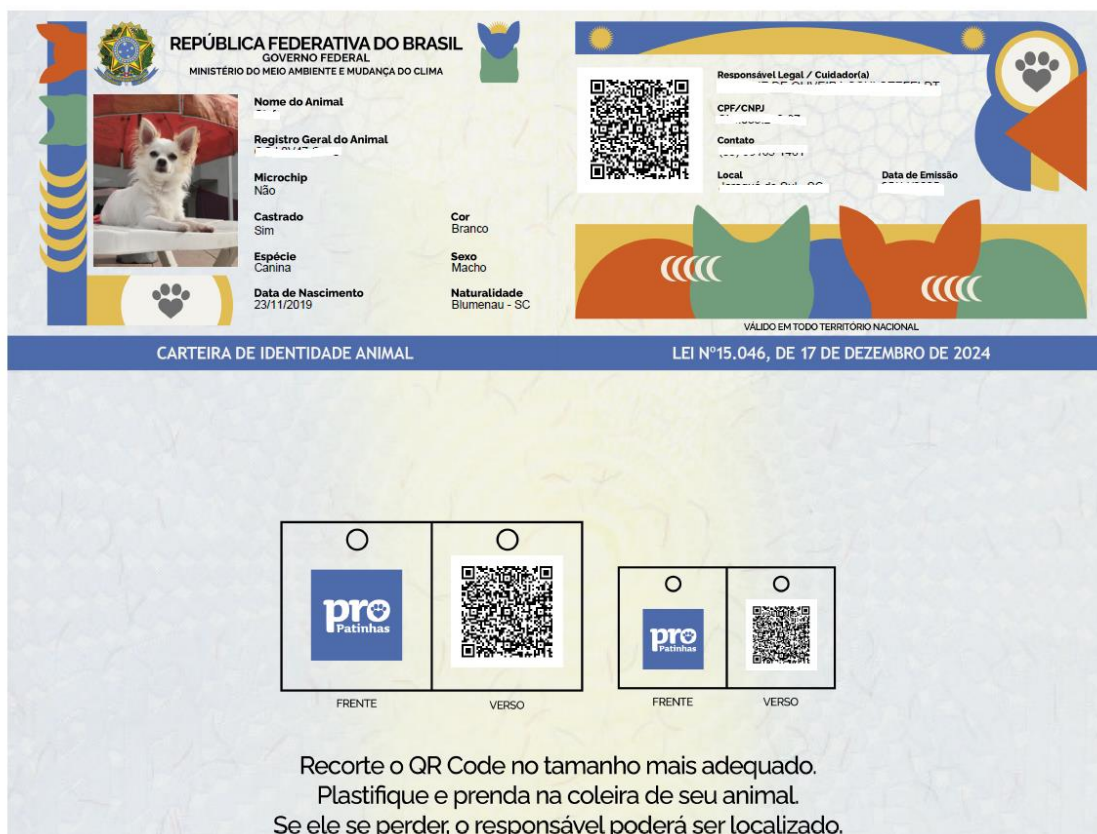 REPÚBLICA FEDERATIVA DO BRASIL
GOVERNO FEDERAL
MINISTÉRIO DO MEIO AMBIENTE E MUDANÇA DO CLIMA
Nome do Animal
Registro Geral do Animal
Microchip
Não
Castrado
Sim
Cor
Branco
Espécie
Canina
Sexo
Macho
Data de Nascimento
23/11/2019
Naturalidade
Blumenau - SC
Responsável Legal / Cuidador(a)
CPF/CNPJ
Contato
Local
Data de Emissão
VÁLIDO EM TODO TERRITÓRIO NACIONAL
CARTEIRA DE IDENTIDADE ANIMAL
LEI Nº15.046, DE 17 DE DEZEMBRO DE 2024
pro
Patinhas
FRENTE
VERSO
pro
Patinhas
FRENTE
VERSO
Recorte o QR Code no tamanho mais adequado.
Plastifique e prenda na coleira de seu animal.
Se ele se perder, o responsável poderá ser localizado.